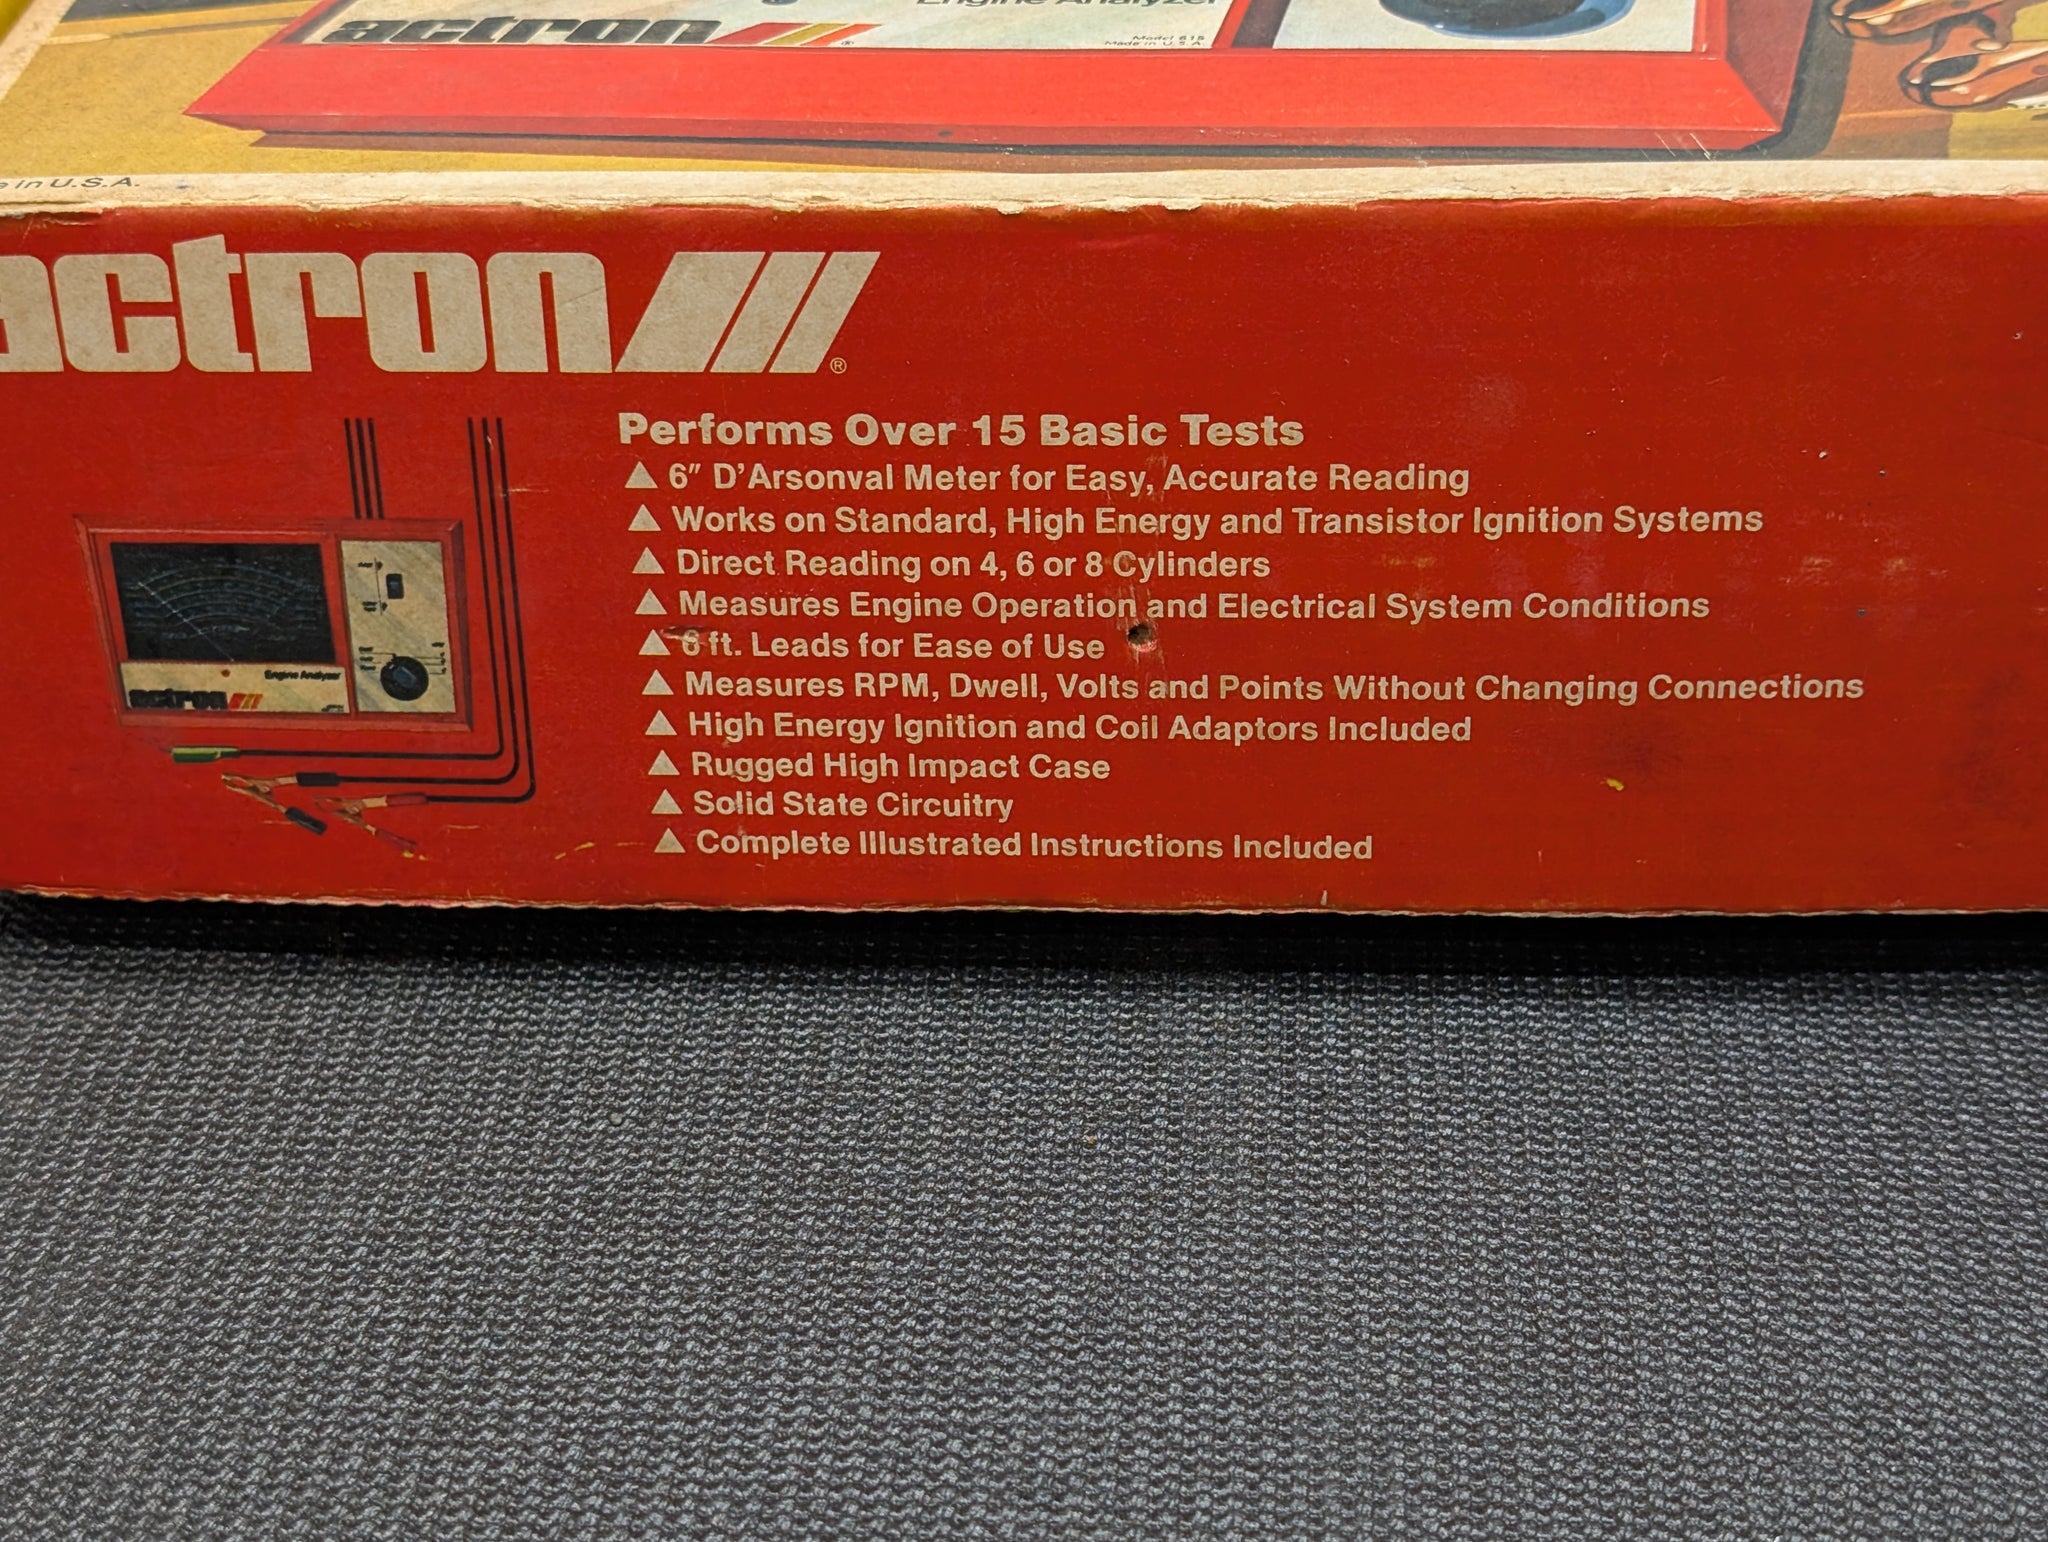 Engine Analyzer
actron
®
Model 615
Made in U.S.A.
in U.S.A.
actron
®
Performs Over 15 Basic Tests
▲ 6" D'Arsonval Meter for Easy, Accurate Reading
▲ Works on Standard, High Energy and Transistor Ignition Systems
▲ Direct Reading on 4, 6 or 8 Cylinders
▲ Measures Engine Operation and Electrical System Conditions
▲ 6 ft. Leads for Ease of Use
▲ Measures RPM, Dwell, Volts and Points Without Changing Connections
▲ High Energy Ignition and Coil Adaptors Included
▲ Rugged High Impact Case
▲ Solid State Circuitry
▲ Complete Illustrated Instructions Included
Engine Analyzer
actron